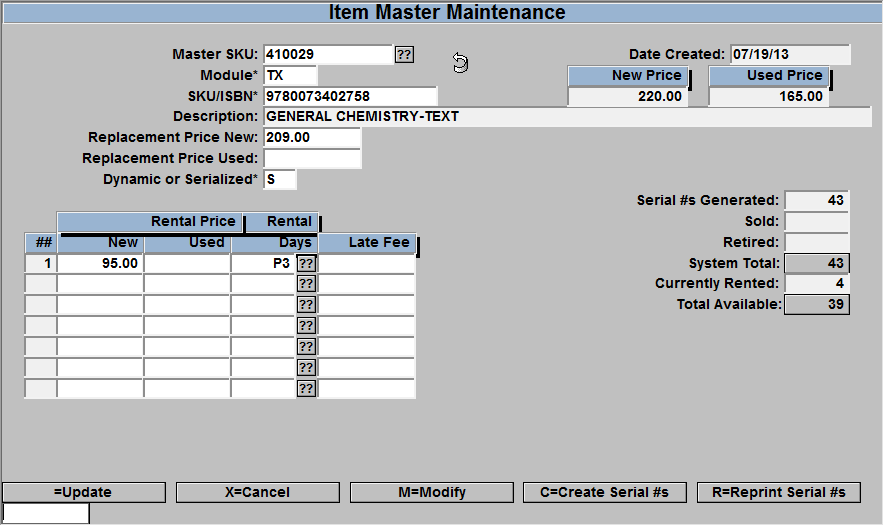 Item Master Maintenance
Master SKU: 410029 ?? Date Created: 07/19/13
Module* TX New Price Used Price
SKU/ISBN* 9780073402758 220.00 165.00
Description: GENERAL CHEMISTRY-TEXT
Replacement Price New: 209.00
Replacement Price Used:
Dynamic or Serialized* S
Serial #s Generated: 43
Rental Price Rental Sold:
## New Used Days Late Fee Retired:
1 95.00 P3 ?? System Total: 43
?? Currently Rented: 4
?? Total Available: 39
??
??
??
??
=Update X=Cancel M=Modify C=Create Serial #s R=Reprint Serial #s